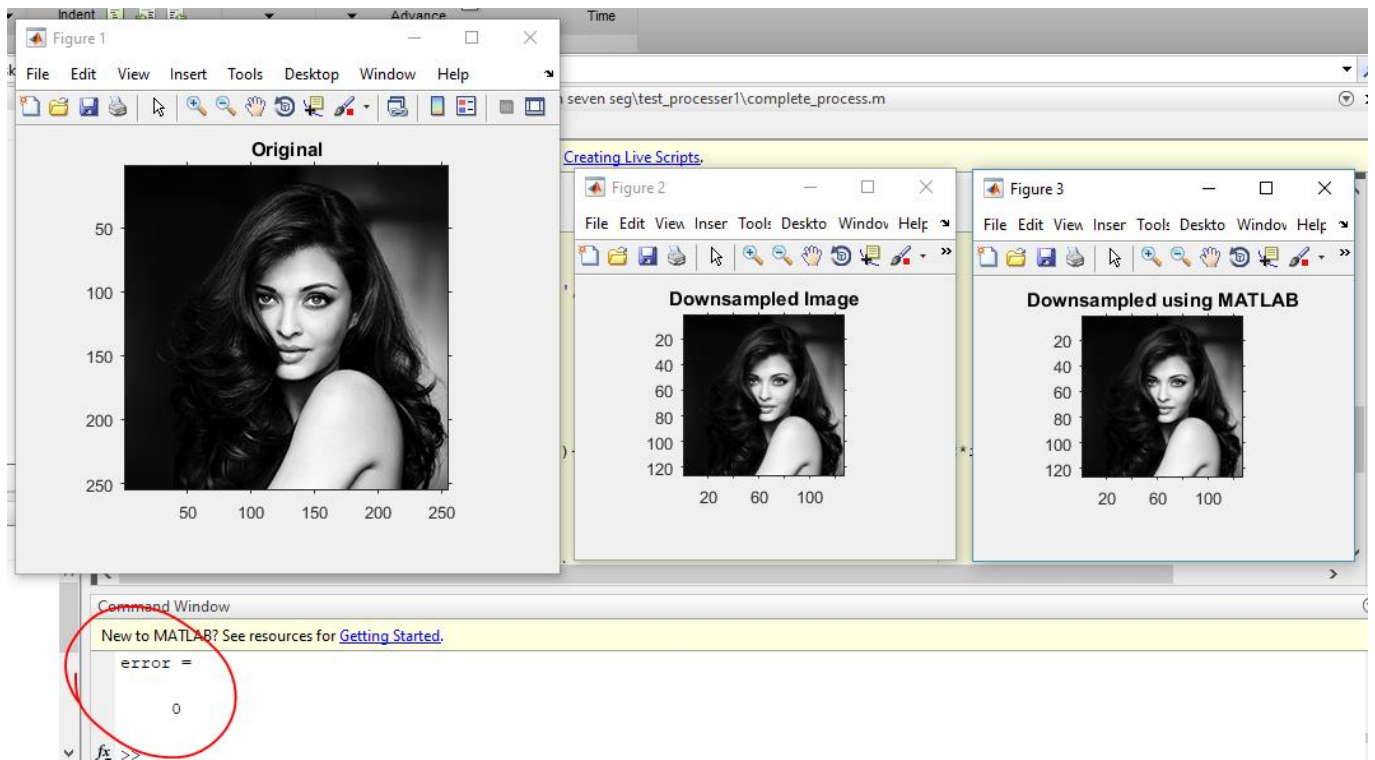 Indent
Advance
Time
Figure 1
File Edit View Insert Tools Desktop Window Help
Original
50
100
150
200
250
50 100 150 200 250
seven seg\test_processer1\complete_process.m
Creating Live Scripts.
Figure 2
File Edit View Inser Tools Deskto Window Help
Downsampled Image
20
40
60
80
100
120
20 60 100
Figure 3
File Edit View Inser Tools Deskto Window Help
Downsampled using MATLAB
20
40
60
80
100
120
20 60 100
Command Window
New to MATLAB? See resources for Getting Started.
error =
0
fx >>